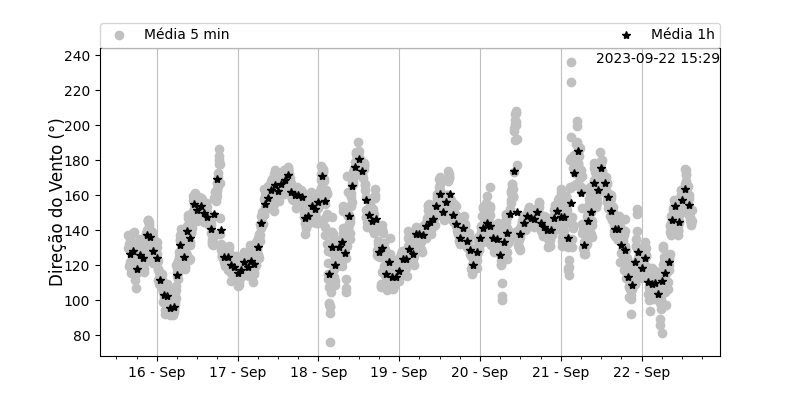 Média 5 min
Média 1h
2023-09-22 15:29
Direção do Vento (°)
240
220
200
180
160
140
120
100
80
16 - Sep
17 - Sep
18 - Sep
19 - Sep
20 - Sep
21 - Sep
22 - Sep